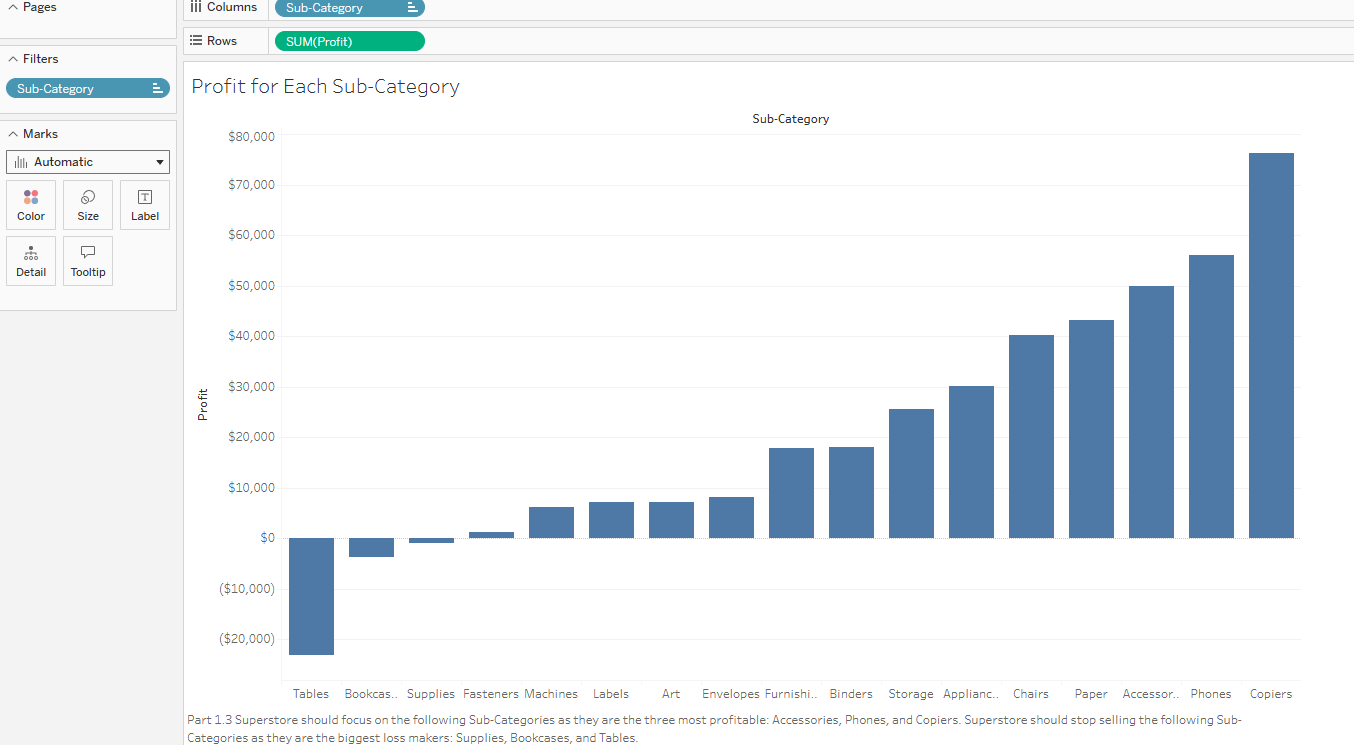 Pages
Columns
Sub-Category
Rows
SUM(Profit)
Filters
Sub-Category
Marks
Automatic
Color
Size
Label
Detail
Tooltip
Profit for Each Sub-Category
Sub-Category
$80,000
$70,000
$60,000
$50,000
$40,000
$30,000
$20,000
$10,000
$0
($10,000)
($20,000)
Profit
Tables Bookcas.. Supplies Fasteners Machines Labels Art Envelopes Furnishi.. Binders Storage Applianc.. Chairs Paper Accessor.. Phones Copiers
Part 1.3 Superstore should focus on the following Sub-Categories as they are the three most profitable: Accessories, Phones, and Copiers. Superstore should stop selling the following Sub-
Categories as they are the biggest loss makers: Supplies, Bookcases, and Tables.